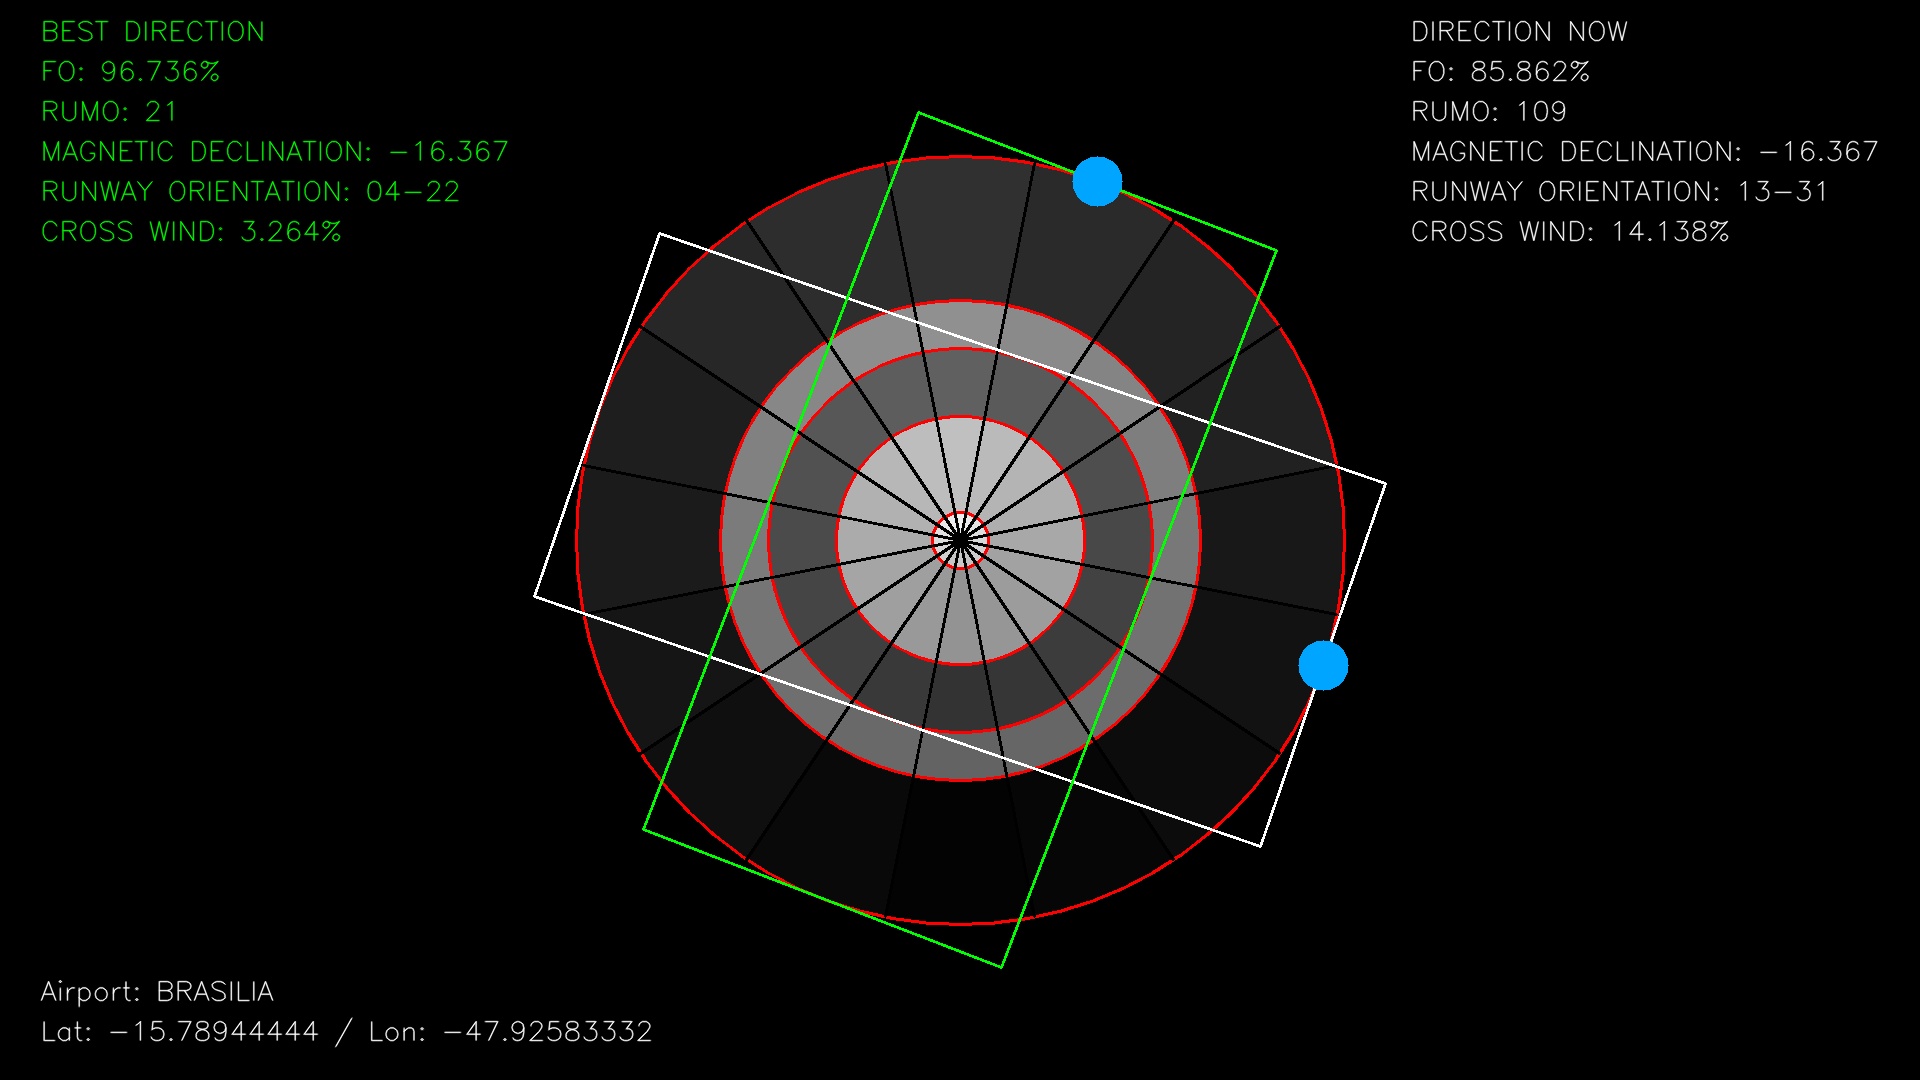 BEST DIRECTION
FO: 96.736%
RUMO: 21
MAGNETIC DECLINATION: -16.367
RUNWAY ORIENTATION: 04-22
CROSS WIND: 3.264%
DIRECTION NOW
FO: 85.862%
RUMO: 109
MAGNETIC DECLINATION: -16.367
RUNWAY ORIENTATION: 13-31
CROSS WIND: 14.138%
Airport: BRASILIA
Lat: -15.78944444 / Lon: -47.92583332